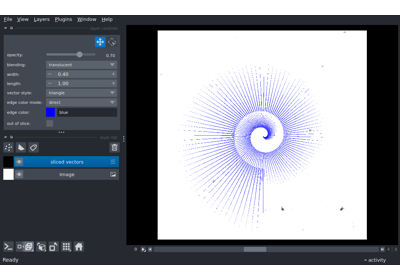 File View Layers Plugins Window Help
opacity: 0.70
blending: translucent
width: 0.40
length: 1.00
vector style: triangle
edge color mode: direct
edge color: blue
out of slice:
sliced vectors
Image
Ready
activity